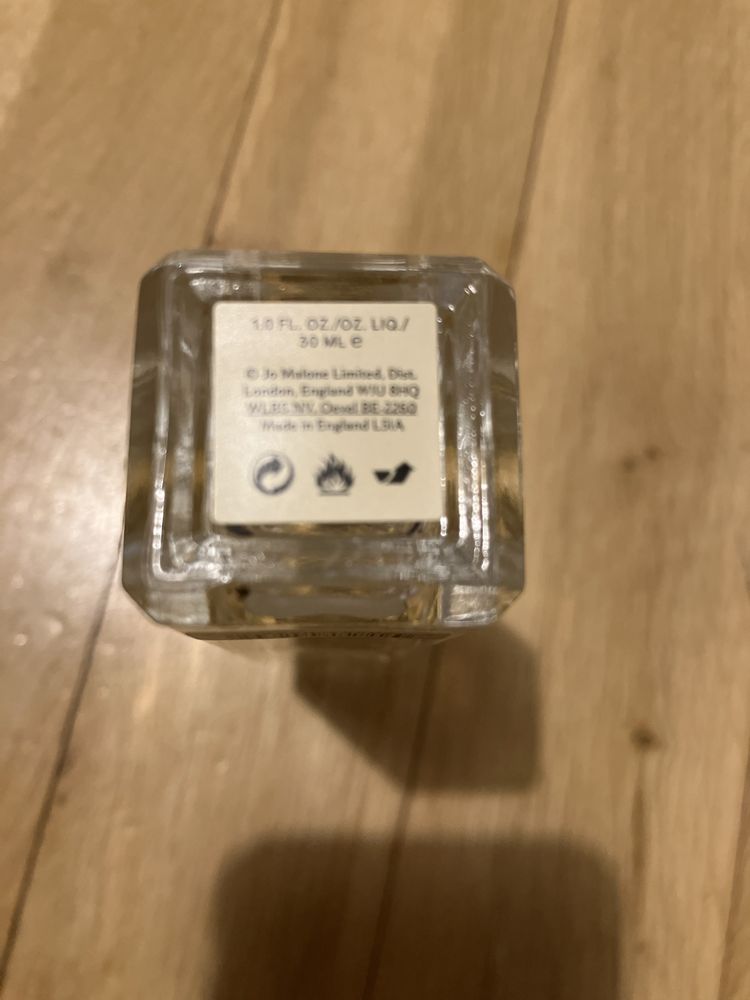 1.0 FL. OZ./OZ. LIQ./
30 ML ℮
© Jo Malone Limited, Dist.
London, England W1U 8HQ
WLBS NV, Oevel BE-2260
Made in England L3IA